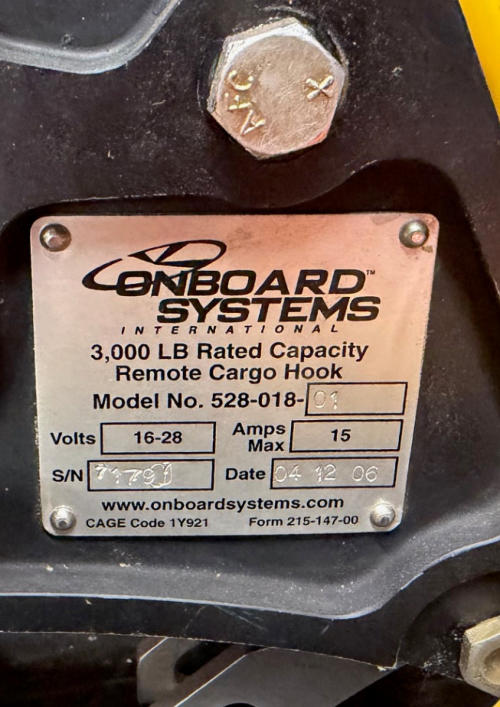 A.F.C
X
ONBOARD™
SYSTEMS
INTERNATIONAL
3,000 LB Rated Capacity
Remote Cargo Hook
Model No. 528-018-01
Volts 16-28 Amps Max 15
S/N Date 04 12 06
www.onboardsystems.com
CAGE Code 1Y921 Form 215-147-00